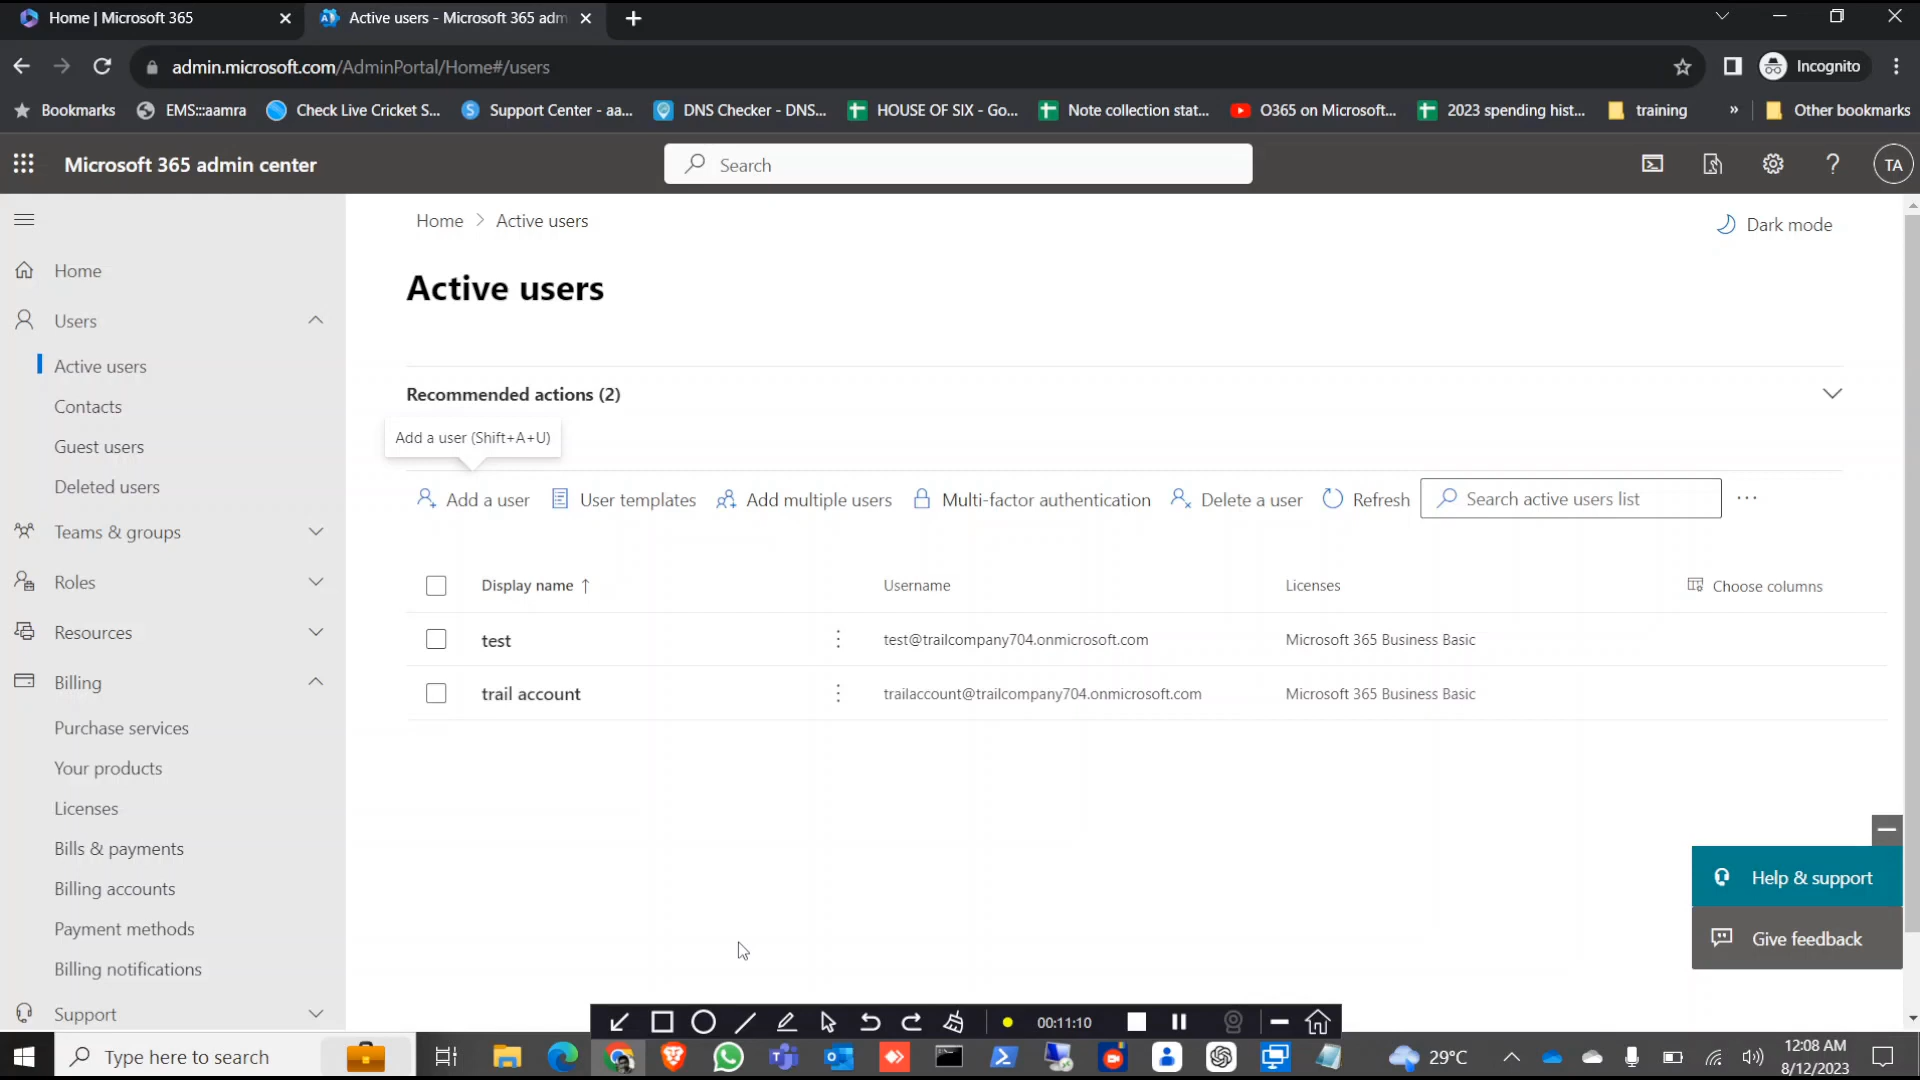 Home | Microsoft 365
Active users - Microsoft 365 adm
admin.microsoft.com/AdminPortal/Home#/users
Incognito
Bookmarks
EMS:::aamra
Check Live Cricket S...
Support Center - aa...
DNS Checker - DNS...
HOUSE OF SIX - Go...
Note collection stat...
O365 on Microsoft...
2023 spending hist...
training
»
Other bookmarks
Microsoft 365 admin center
Search
TA
Home
Users
Active users
Contacts
Guest users
Deleted users
Teams & groups
Roles
Resources
Billing
Purchase services
Your products
Licenses
Bills & payments
Billing accounts
Payment methods
Billing notifications
Support
Home > Active users
Dark mode
Active users
Recommended actions (2)
Add a user (Shift+A+U)
Add a user
User templates
Add multiple users
Multi-factor authentication
Delete a user
Refresh
Search active users list
Display name ↑ Username Licenses Choose columns
test test@trailcompany704.onmicrosoft.com Microsoft 365 Business Basic
trail account trailaccount@trailcompany704.onmicrosoft.com Microsoft 365 Business Basic
Help & support
Give feedback
00:11:10
Type here to search
29°C
12:08 AM
8/12/2023